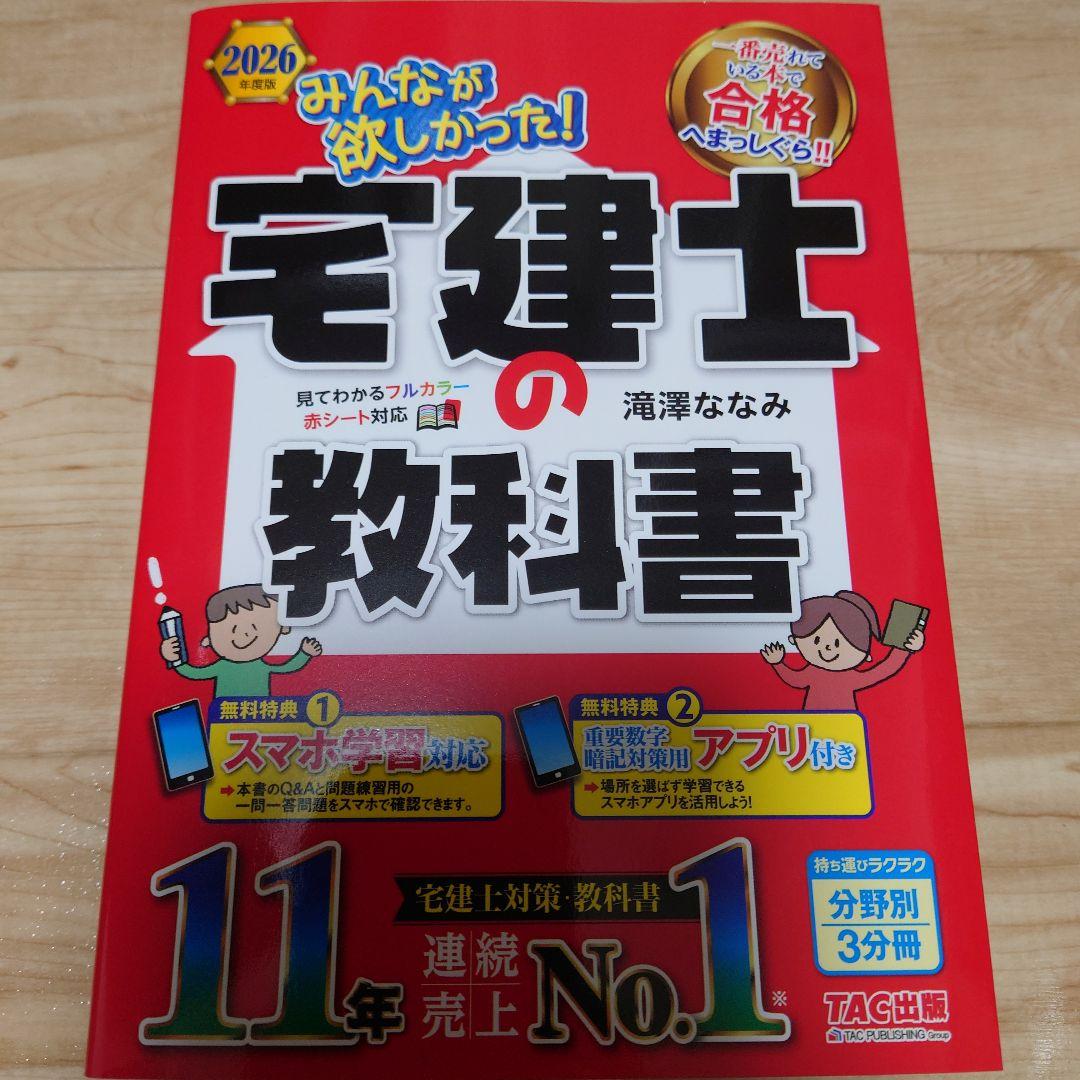 2026
年度版
みんなが
欲しかった!
一番売れて
いる本で
合格
へまっしぐら!!
宅建士
の
見てわかるフルカラー
赤シート対応
滝澤ななみ
教科書
無料特典1
スマホ学習対応
➡本書のQ&Aと問題練習用の
一問一答問題をスマホで確認できます。
無料特典2
重要数字
暗記対策用
アプリ付き
➡場所を選ばず学習できる
スマホアプリを活用しよう!
11年
宅建士対策・教科書
連続
売上
No.1※
持ち運びラクラク
分野別
3分冊
TAC出版
TAC PUBLISHING Group